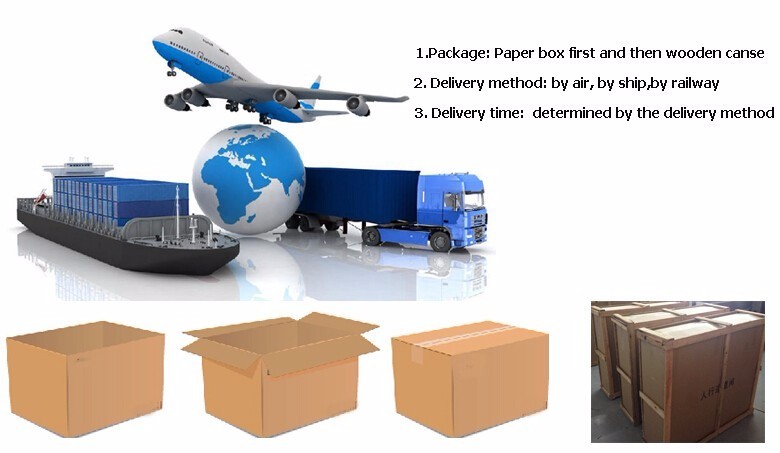 1.Package: Paper box first and then wooden canse
2. Delivery method: by air, by ship,by railway
3. Delivery time: determined by the delivery method